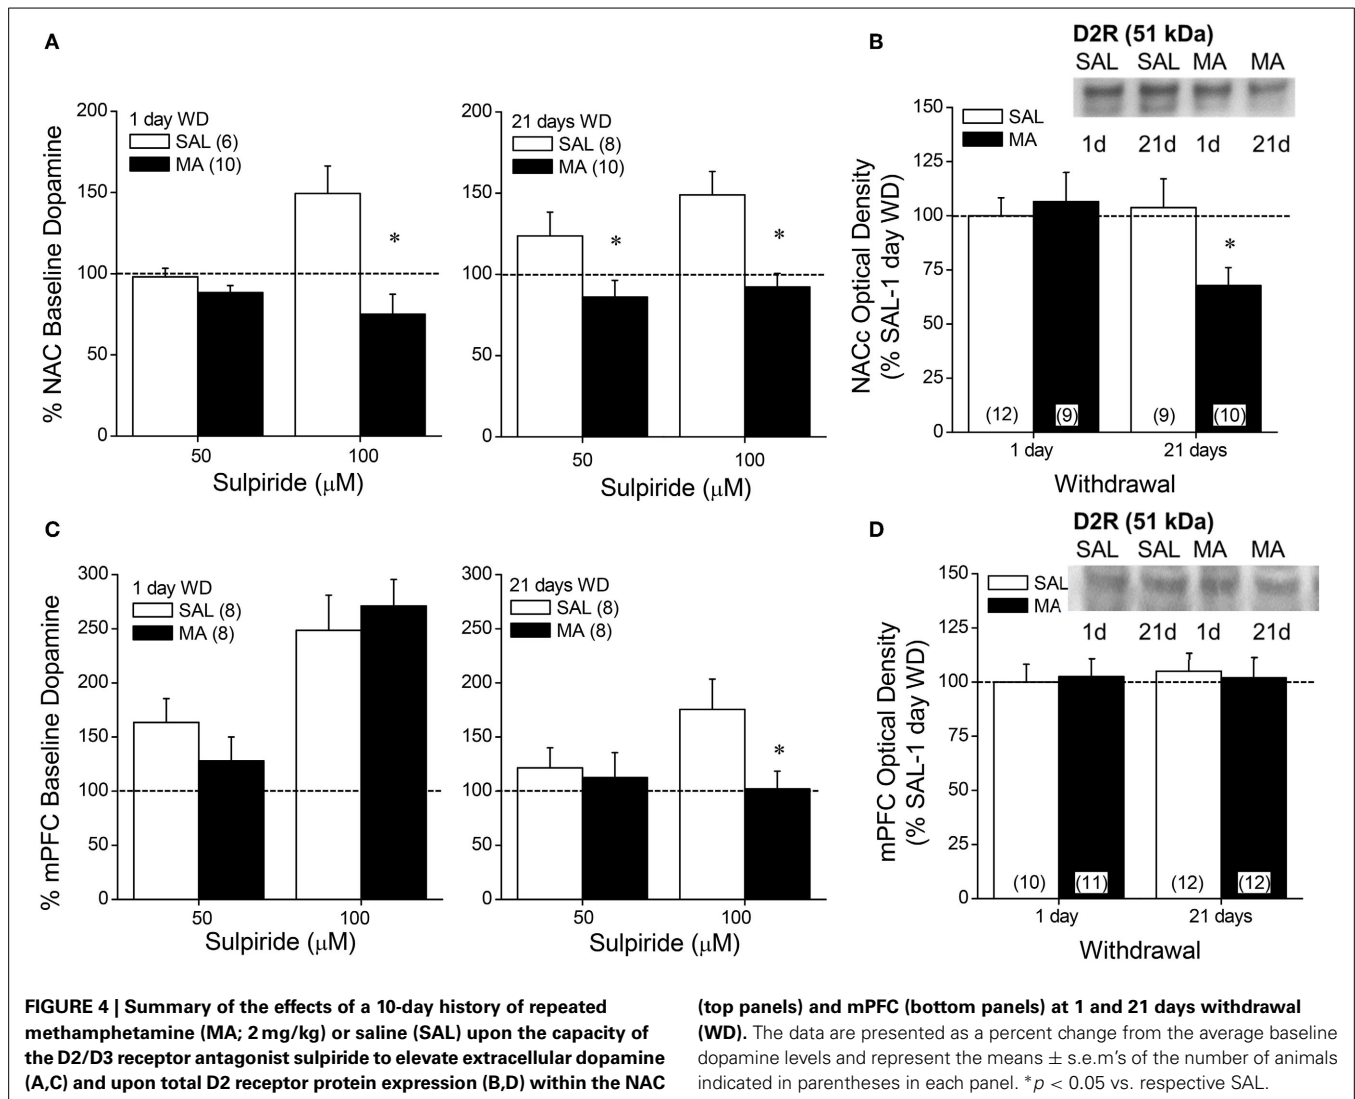 A
200
150
100
50
0
% NAC Baseline Dopamine
1 day WD
SAL (6)
MA (10)
*
50
100
Sulpiride (μM)
200
150
100
50
0
21 days WD
SAL (8)
MA (10)
*
*
50
100
Sulpiride (μM)
B
D2R (51 kDa)
SAL SAL MA MA
1d 21d 1d 21d
150
125
100
75
50
25
0
NACc Optical Density
(% SAL-1 day WD)
SAL
MA
*
(12)
(9)
(9)
(10)
1 day
21 days
Withdrawal
C
300
250
200
150
100
50
0
% mPFC Baseline Dopamine
1 day WD
SAL (8)
MA (8)
50
100
Sulpiride (μM)
300
250
200
150
100
50
0
21 days WD
SAL (8)
MA (8)
*
50
100
Sulpiride (μM)
D
D2R (51 kDa)
SAL SAL MA MA
1d 21d 1d 21d
150
125
100
75
50
25
0
mPFC Optical Density
(% SAL-1 day WD)
SAL
MA
(10)
(11)
(12)
(12)
1 day
21 days
Withdrawal
FIGURE 4 | Summary of the effects of a 10-day history of repeated
methamphetamine (MA; 2 mg/kg) or saline (SAL) upon the capacity of
the D2/D3 receptor antagonist sulpiride to elevate extracellular dopamine
(A,C) and upon total D2 receptor protein expression (B,D) within the NAC
(top panels) and mPFC (bottom panels) at 1 and 21 days withdrawal
(WD). The data are presented as a percent change from the average baseline
dopamine levels and represent the means ± s.e.m's of the number of animals
indicated in parentheses in each panel. *p < 0.05 vs. respective SAL.